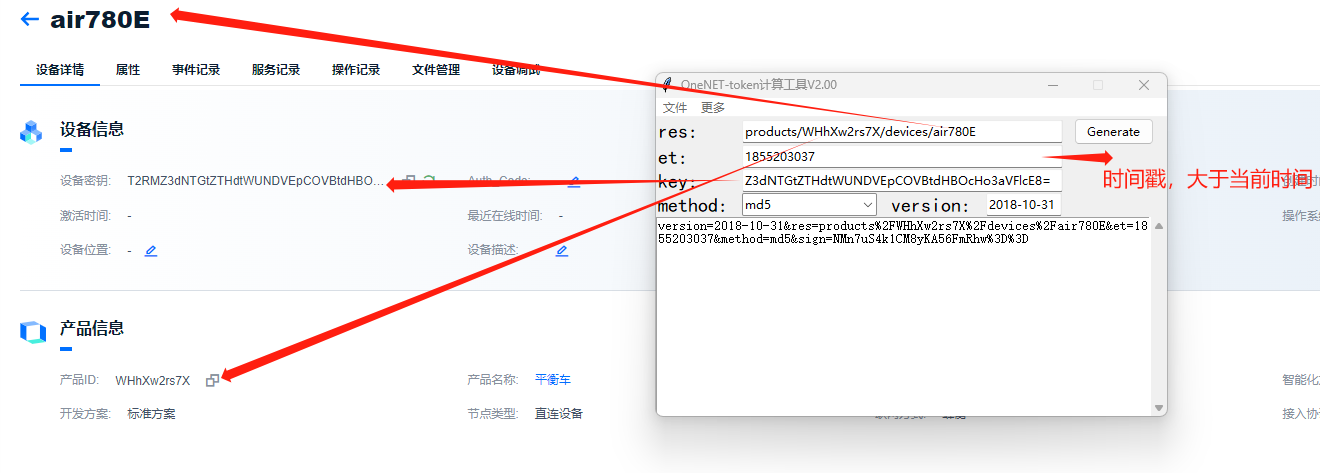 air780E
设备详情 属性 事件记录 服务记录 操作记录 文件管理 设备调试
设备信息
设备密钥: T2RMZ3dNTGtZTHdtWUNDVEpCOVBtdHBO...
激活时间: - 最近在线时间: -
设备位置: - 设备描述: -
产品信息
产品ID: WHhXw2rs7X 产品名称: 平衡车 智能化
开发方案: 标准方案 节点类型: 直连设备 接入协
操作系
OneNET-token计算工具V2.00
文件 更多
res: products/WHhXw2rs7X/devices/air780E Generate
et: 1855203037
key: Z3dNTGtZTHdtWUNDVEpCOVBtdHBOcHo3aVFlcE8=
method: md5 version: 2018-10-31
version=2018-10-31&res=products%2FWHhXw2rs7X%2Fdevices%2Fair780E&et=18
55203037&method=md5&sign=NMn7uS4k1CM8yKA56FmRhw%3D%3D
时间戳，大于当前时间